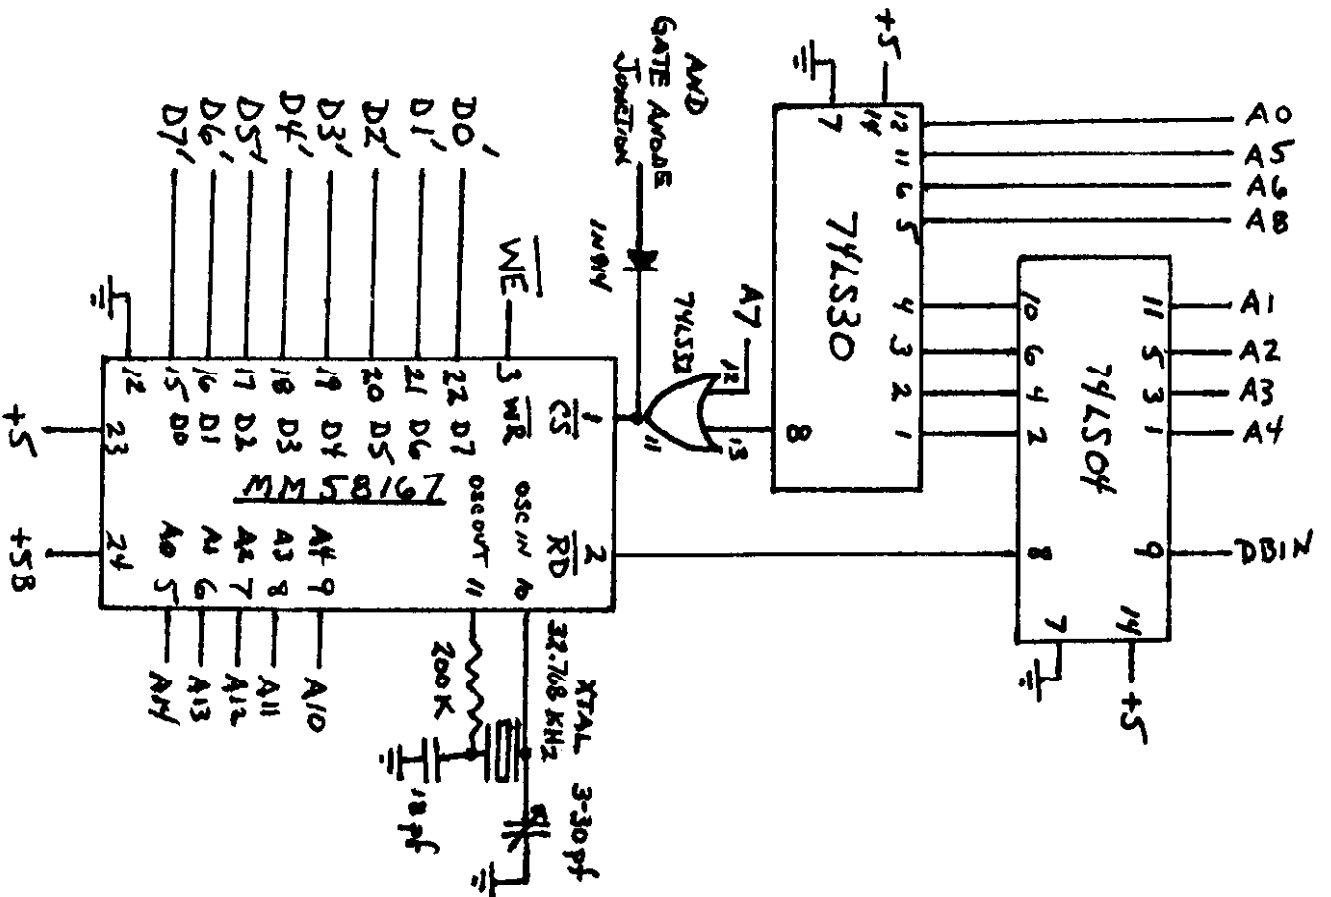 AND
GATE ANODE
JUNCTION
+5
7
14
12
11
6
5
4
3
2
1
8
74LS30
A0
A5
A6
A8
A1
A2
A3
A4
DBIN
10
6
4
2
8
11
5
3
1
9
7
14
74LS04
+5
A7
74LS32
12
13
11
1N914
D7'
D6'
D5'
D4'
D3'
D2'
D1'
D0'
WE
12
15 D0
16 D1
17 D2
18 D3
19 D4
20 D5
21 D6
22 D7
3 WR
1 CS
2 RD
MM58167
OSC OUT 11
OSC IN 10
23
24
+5
+5B
A0 5
A1 6
A2 7
A3 8
A4 9
A14
A13
A12
A11
A10
200K
XTAL
32.768 KHz
18pf
3-30pf